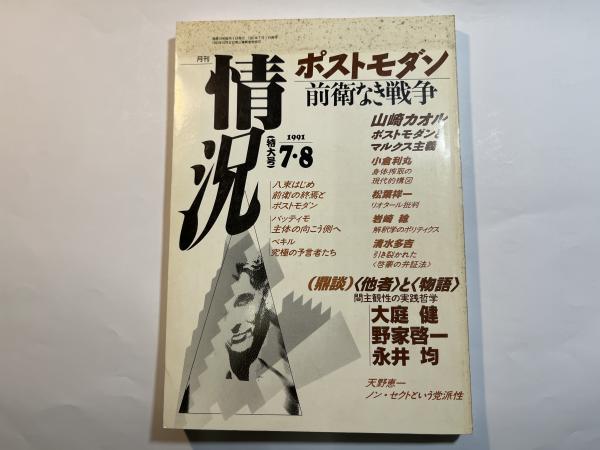 月刊
情況
1991
7・8
(特大号)
ポストモダン
前衛なき戦争
山崎カオル
ポストモダンと
マルクス主義
小倉利丸
身体搾取の
現代的構図
松葉祥一
リオタール批判
岩崎 稔
解釈学のポリティクス
清水多吉
引き裂かれた
〈啓蒙の弁証法〉
八束はじめ
前衛の終焉と
ポストモダン
バッティモ
主体の向こう側へ
ベキル
究極の予言者たち
(鼎談)〈他者〉と〈物語〉
間主観性の実践哲学
大庭 健
野家啓一
永井 均
天野恵一
ノン・セクトという党派性